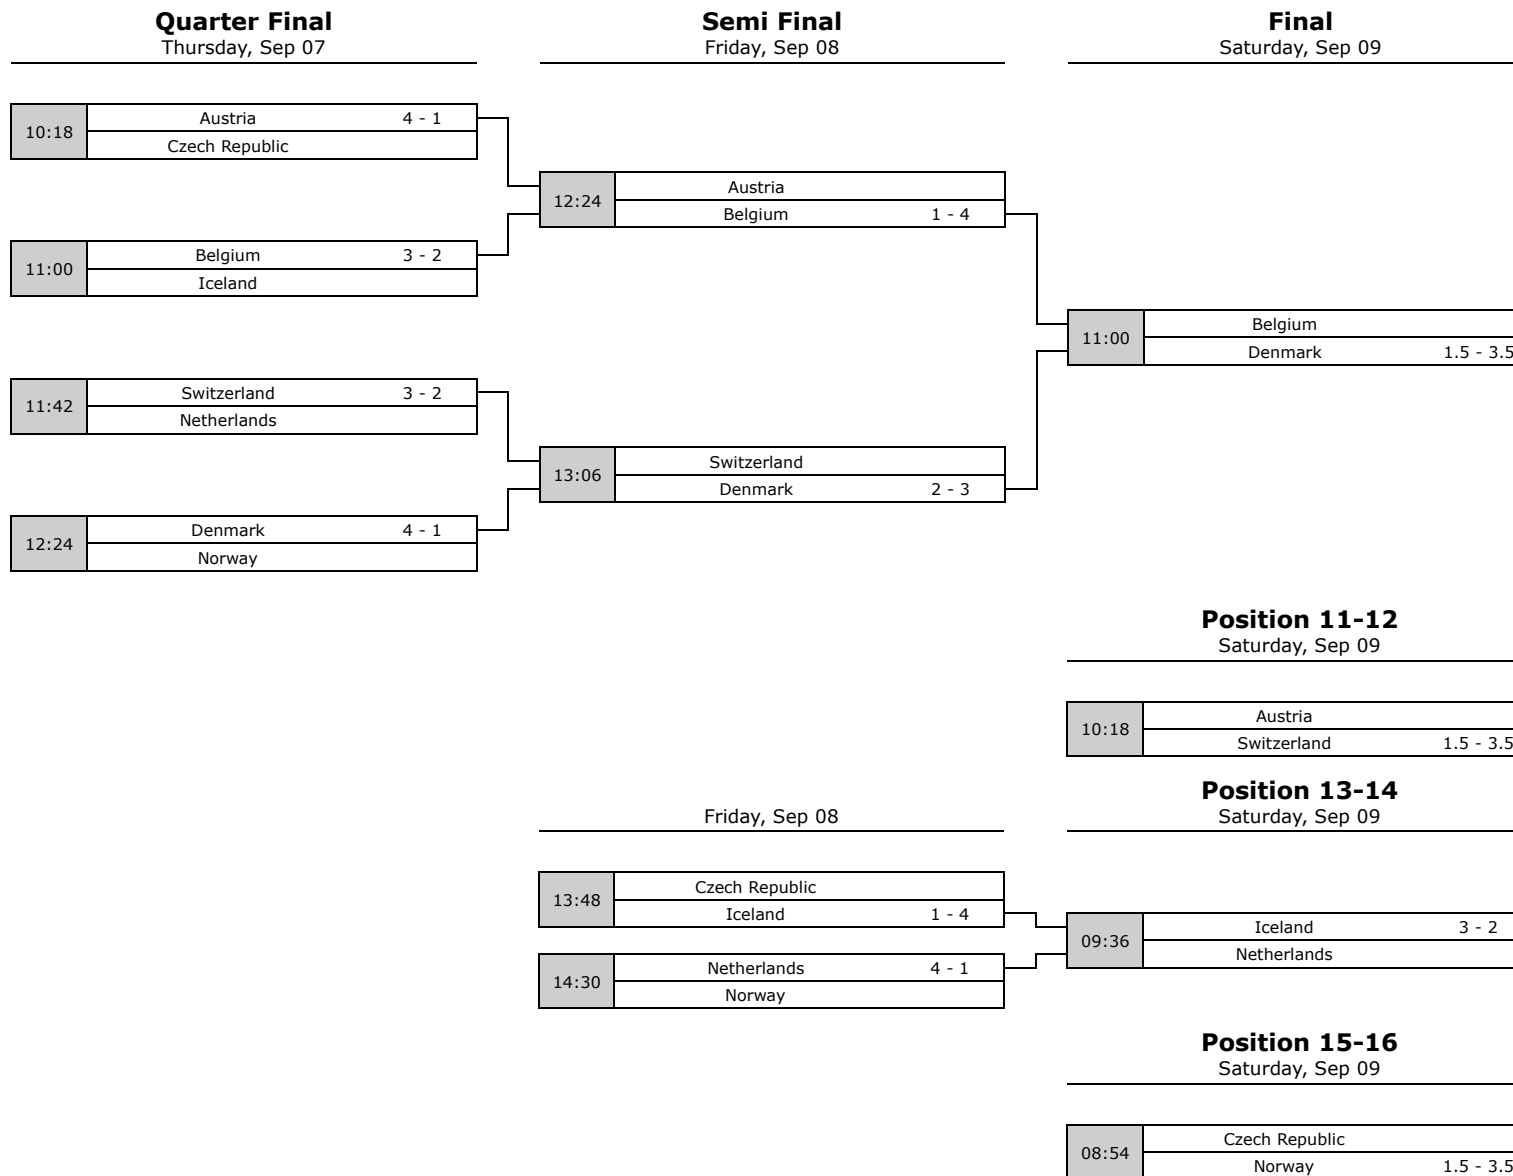 Quarter Final
Thursday, Sep 07
Semi Final
Friday, Sep 08
Final
Saturday, Sep 09
10:18
Austria 4 - 1
Czech Republic
11:00
Belgium 3 - 2
Iceland
11:42
Switzerland 3 - 2
Netherlands
12:24
Denmark 4 - 1
Norway
12:24
Austria
Belgium 1 - 4
13:06
Switzerland
Denmark 2 - 3
11:00
Belgium
Denmark 1.5 - 3.5
Position 11-12
Saturday, Sep 09
10:18
Austria
Switzerland 1.5 - 3.5
Friday, Sep 08
Position 13-14
Saturday, Sep 09
13:48
Czech Republic
Iceland 1 - 4
14:30
Netherlands 4 - 1
Norway
09:36
Iceland 3 - 2
Netherlands
Position 15-16
Saturday, Sep 09
08:54
Czech Republic
Norway 1.5 - 3.5